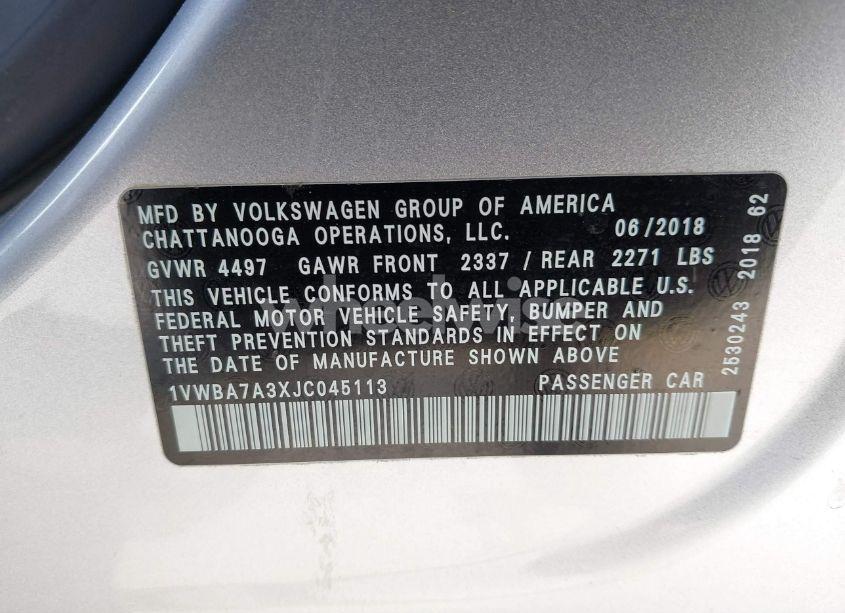 MFD BY VOLKSWAGEN GROUP OF AMERICA
CHATTANOOGA OPERATIONS, LLC. 06/2018
GVWR 4497 GAWR FRONT 2337 / REAR 2271 LBS
THIS VEHICLE CONFORMS TO ALL APPLICABLE U.S.
FEDERAL MOTOR VEHICLE SAFETY, BUMPER AND
THEFT PREVENTION STANDARDS IN EFFECT ON
THE DATE OF MANUFACTURE SHOWN ABOVE
1VWBA7A3XJC045113 PASSENGER CAR
2530243 2018 62
wheelwise